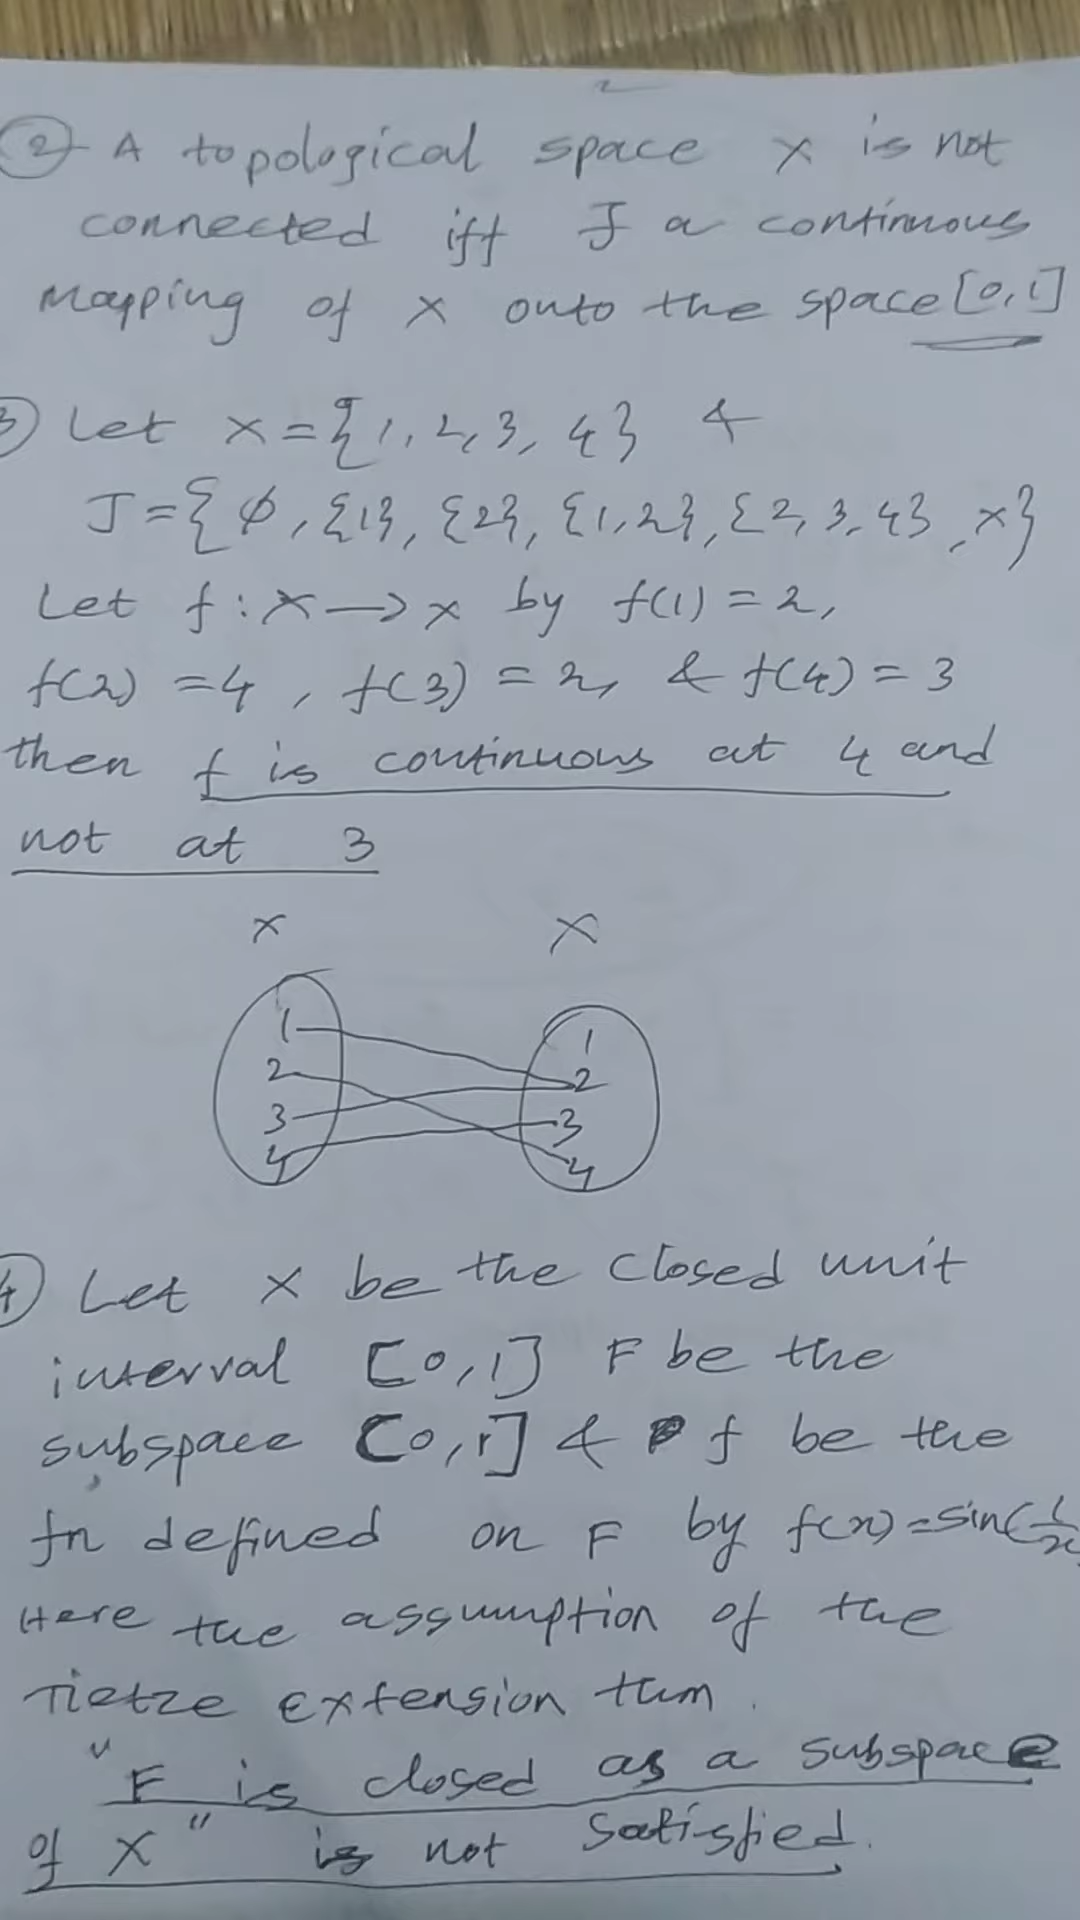 ② A topological space X is not
connected iff ∃ a continuous
mapping of X onto the space [0,1]
3) Let X = {1, 2, 3, 4} &
J = {φ, {1}, {2}, {1,2}, {2,3,4}, X}
Let f : X → X by f(1) = 2,
f(2) = 4, f(3) = 2, & f(4) = 3
then f is continuous at 4 and
not at 3
X X
1 1
2 2
3 3
4 4
4) Let X be the closed unit
interval [0,1] F be the
subspace [0,1] & f be the
fn defined on F by f(x) = sin(1/x)
Here the assumption of the
Tietze Extension thm.
"F is closed as a subspace
of X" is not satisfied.